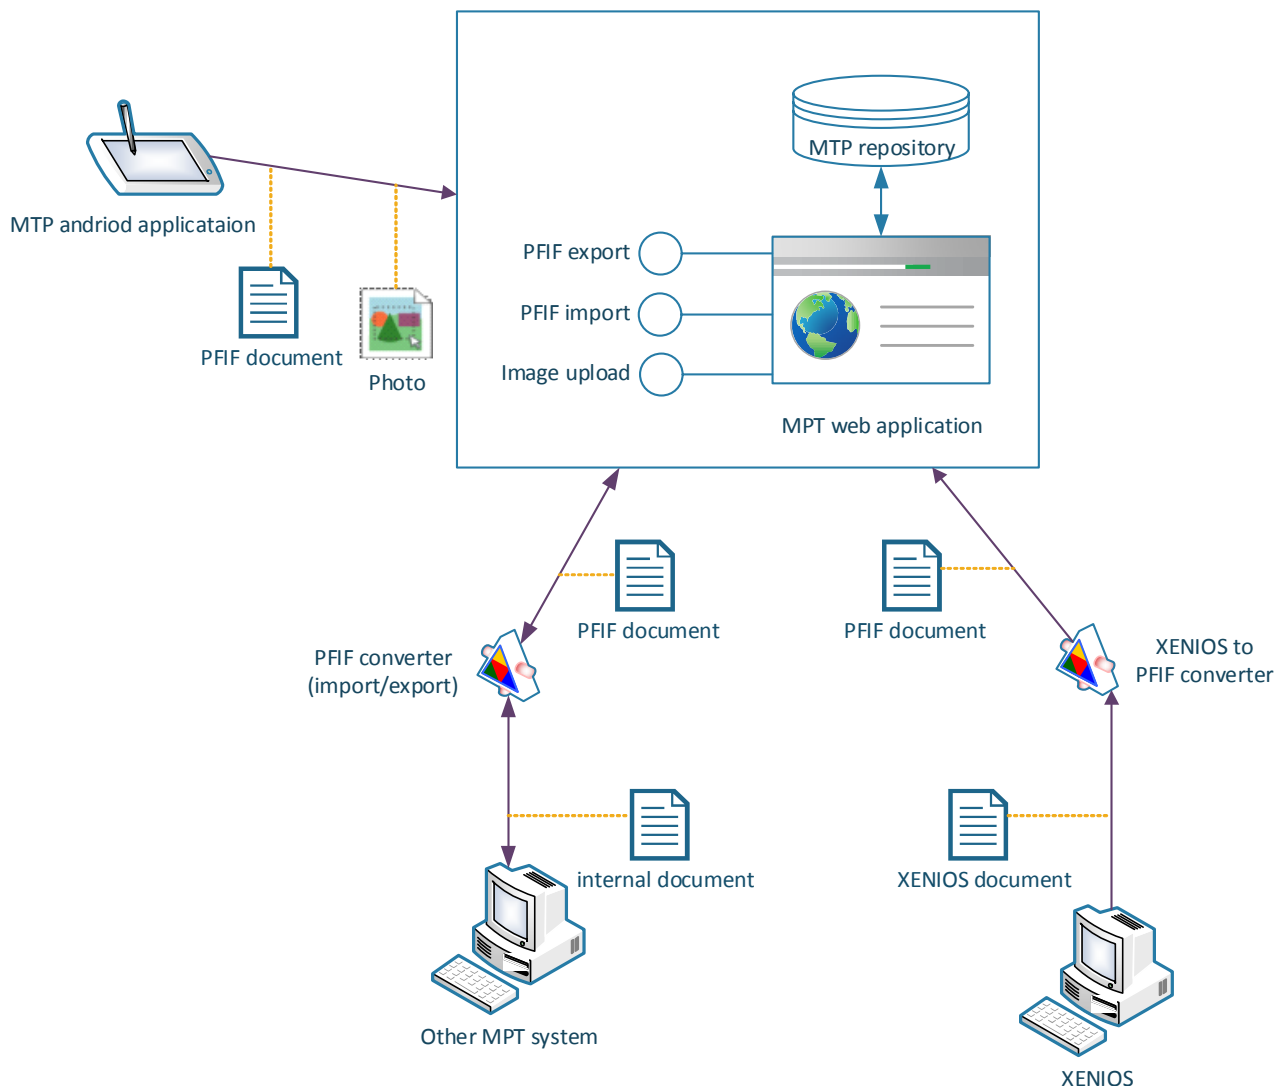 MTP repository
MTP andriod applicataion
PFIF export
PFIF import
PFIF document
Image upload
Photo
MPT web application
PFIF document
PFIF document
PFIF converter
(import/export)
XENIOS to
PFIF converter
internal document
XENIOS document
Other MPT system
XENIOS